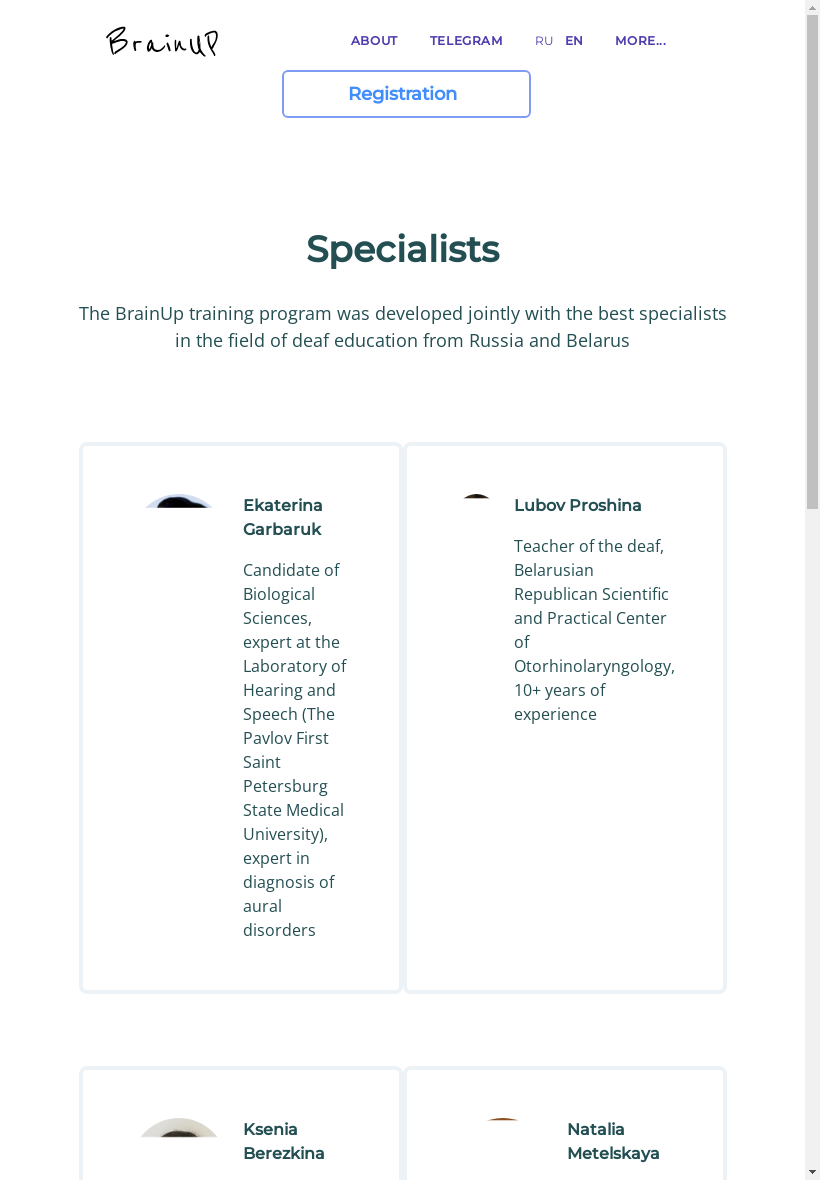 BrainUP
ABOUT TELEGRAM RU EN MORE...
Registration
Specialists
The BrainUp training program was developed jointly with the best specialists
in the field of deaf education from Russia and Belarus
Ekaterina
Garbaruk
Candidate of
Biological
Sciences,
expert at the
Laboratory of
Hearing and
Speech (The
Pavlov First
Saint
Petersburg
State Medical
University),
expert in
diagnosis of
aural
disorders
Lubov Proshina
Teacher of the deaf,
Belarusian
Republican Scientific
and Practical Center
of
Otorhinolaryngology,
10+ years of
experience
Ksenia
Berezkina
Natalia
Metelskaya